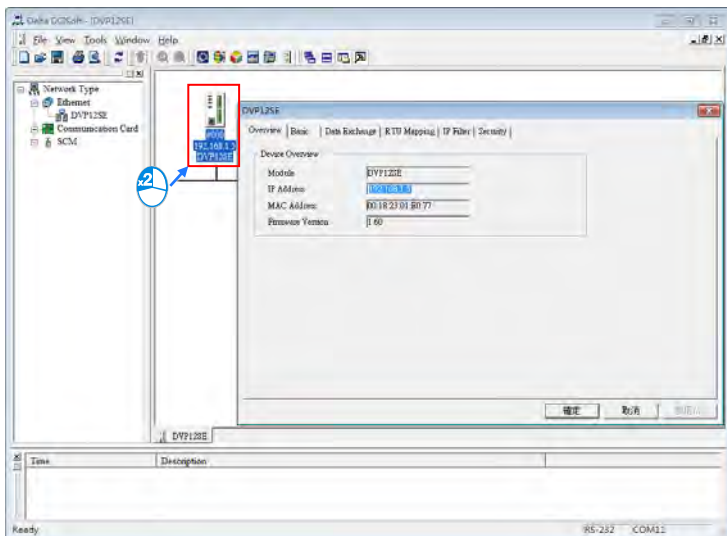 Delta DCISoft - [DVP12SE]
File View Tools Window Help
Network Type
Ethernet
DVP12SE
Communication Card
SCM
192.168.1.5
DVP12SE
x2
DVP12SE
Overview | Basic | Data Exchange | RTU Mapping | IP Filter | Security |
Device Overview
Module DVP12SE
IP Address 192.168.1.5
MAC Address 00:18:23:01:B0:77
Firmware Version 1.60
確定 取消
DVP12SE
Time Description
Ready RS-232 COM11